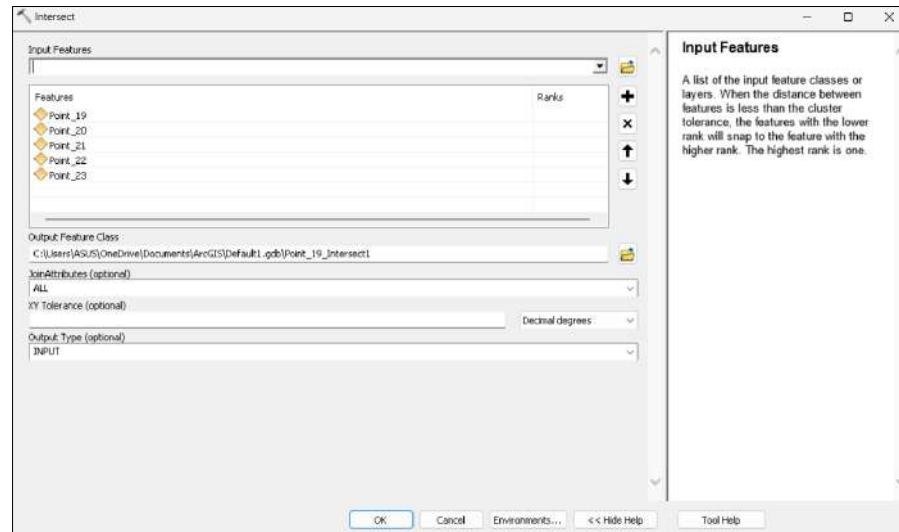 Intersect
Input Features
Features Ranks
Point_19
Point_20
Point_21
Point_22
Point_23
Output Feature Class
C:\Users\ASUS\OneDrive\Documents\ArcGIS\Default1.gdb\Point_19_Intersect1
JoinAttributes (optional)
ALL
XY Tolerance (optional)
Decimal degrees
Output Type (optional)
INPUT
OK Cancel Environments... << Hide Help Tool Help
Input Features
A list of the input feature classes or
layers. When the distance between
features is less than the cluster
tolerance, the features with the lower
rank will snap to the feature with the
higher rank. The highest rank is one.